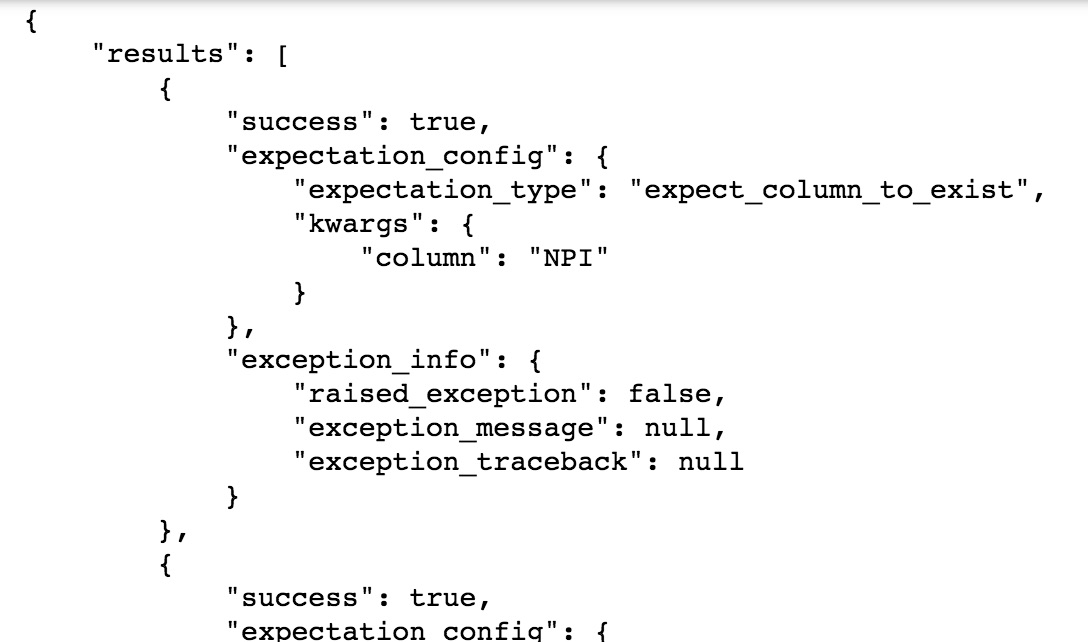 {
"results": [
{
"success": true,
"expectation_config": {
"expectation_type": "expect_column_to_exist",
"kwargs": {
"column": "NPI"
}
},
"exception_info": {
"raised_exception": false,
"exception_message": null,
"exception_traceback": null
}
},
{
"success": true,
"expectation_config": {